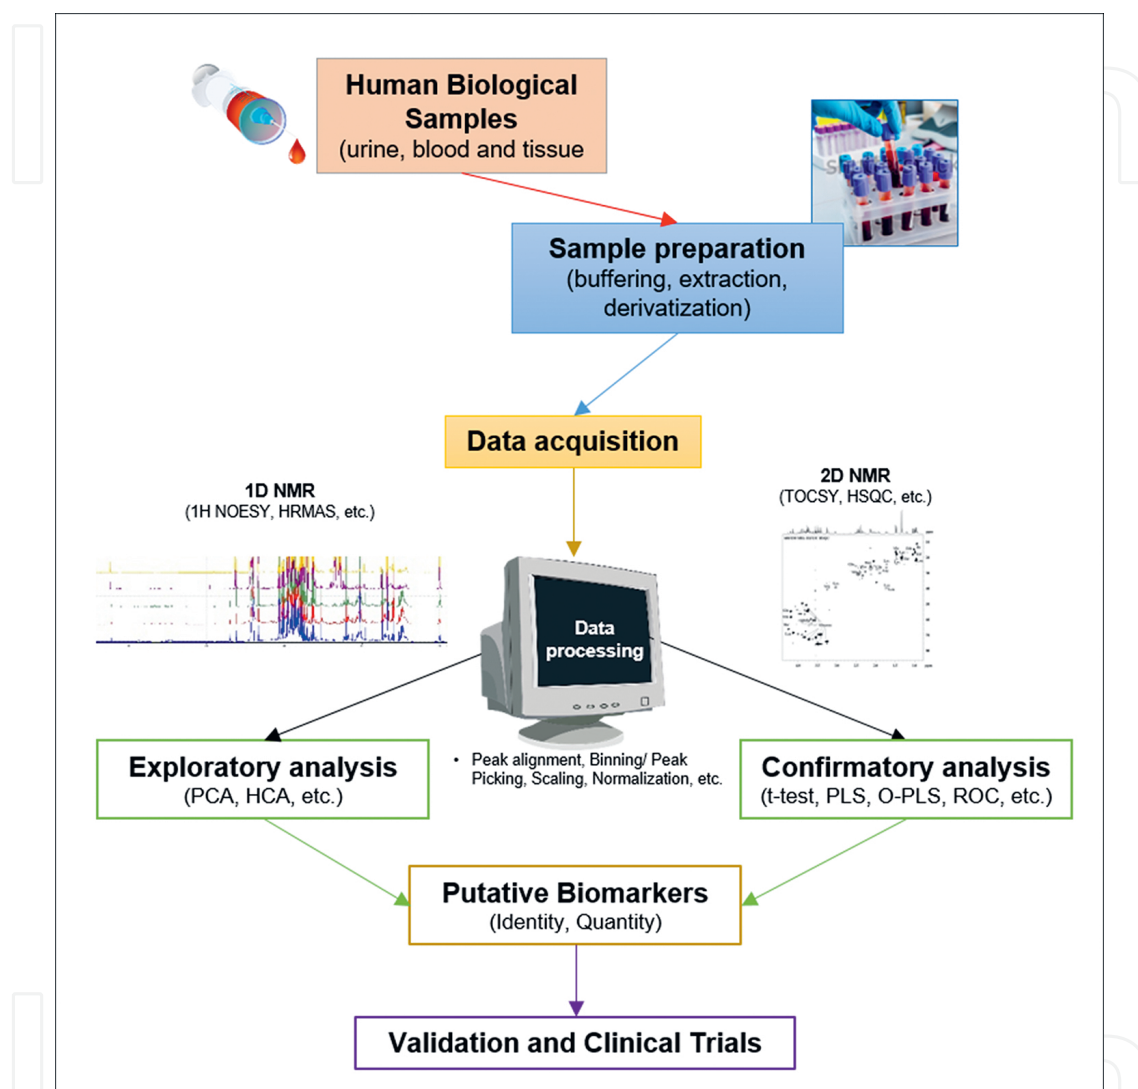 Human Biological
Samples
(urine, blood and tissue
Sample preparation
(buffering, extraction,
derivatization)
Data acquisition
1D NMR
(1H NOESY, HRMAS, etc.)
2D NMR
(TOCSY, HSQC, etc.)
Data
processing
• Peak alignment, Binning/ Peak
Picking, Scaling, Normalization, etc.
Exploratory analysis
(PCA, HCA, etc.)
Confirmatory analysis
(t-test, PLS, O-PLS, ROC, etc.)
Putative Biomarkers
(Identity, Quantity)
Validation and Clinical Trials